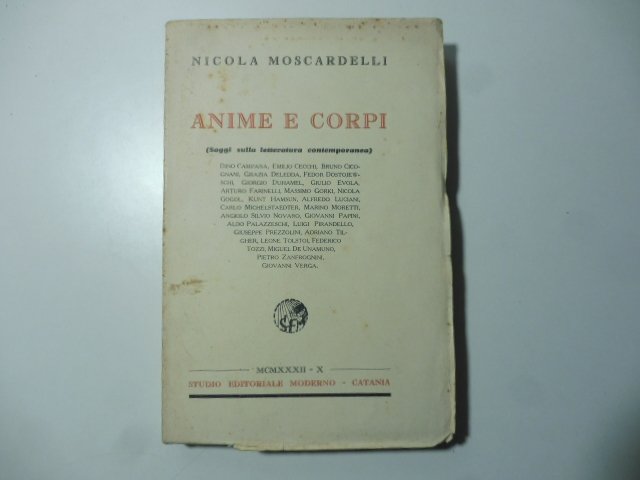 NICOLA MOSCARDELLI
ANIME E CORPI
(Saggi sulla letteratura contemporanea)
DINO CAMPANA, EMILIO CECCHI, BRUNO CICO-
GNANI, GRAZIA DELEDDA, FEDOR DOSTOJEW-
SCHI, GIORGIO DUHAMEL, GIULIO EVOLA,
ARTURO FARINELLI, MASSIMO GORKI, NICOLA
GOGOL, KUNT HAMSUN, ALFREDO LUCIANI,
CARLO MICHELSTAEDTER, MARINO MORETTI,
ANGIOLO SILVIO NOVARO, GIOVANNI PAPINI,
ALDO PALAZZESCHI, LUIGI PIRANDELLO,
GIUSEPPE PREZZOLINI, ADRIANO TIL-
GHER, LEONE TOLSTOI, FEDERICO
TOZZI, MIGUEL DE UNAMUNO,
PIETRO ZANFROGNINI,
GIOVANNI VERGA.
SEM
MCMXXXII - X
STUDIO EDITORIALE MODERNO - CATANIA